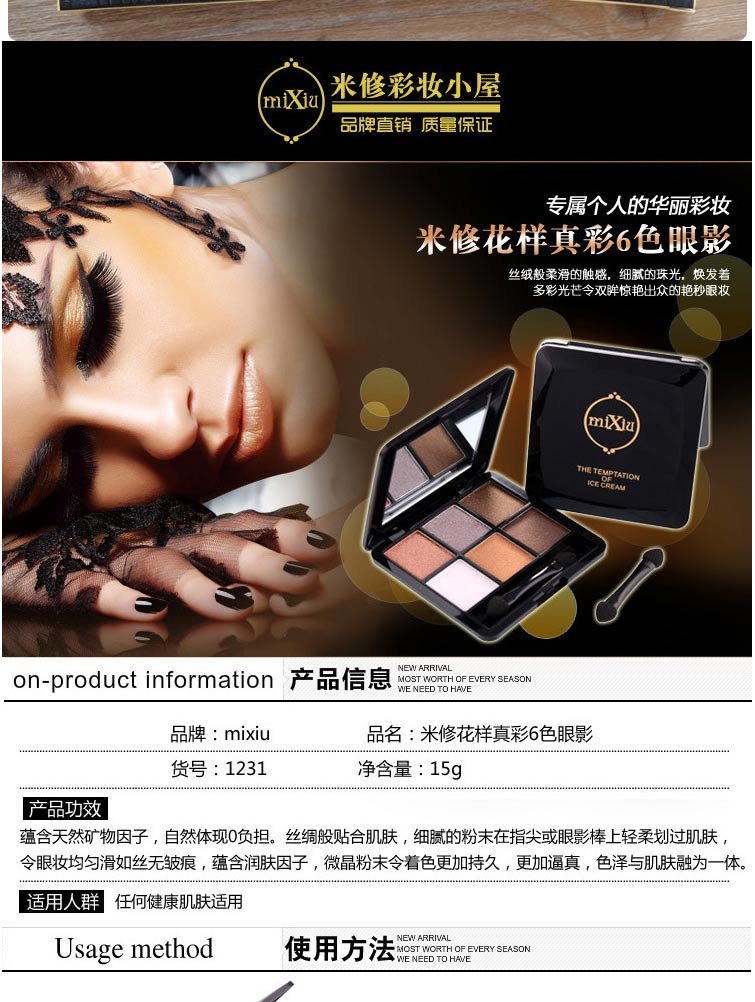 miXiu
米修彩妆小屋
品牌直销 质量保证
专属个人的华丽彩妆
米修花样真彩6色眼影
丝绒般柔滑的触感，细腻的珠光，焕发着
多彩光芒令双眸惊艳出众的艳秒眼妆
miXiu
THE TEMPTATION
OF
ICE CREAM
on-product information
产品信息
NEW ARRIVAL
MOST WORTH OF EVERY SEASON
WE NEED TO HAVE
品牌：mixiu 品名：米修花样真彩6色眼影
货号：1231 净含量：15g
产品功效
蕴含天然矿物因子，自然体现0负担。丝绸般贴合肌肤，细腻的粉末在指尖或眼影棒上轻柔划过肌肤，
令眼妆均匀滑如丝无皱痕，蕴含润肤因子，微晶粉末令着色更加持久，更加逼真，色泽与肌肤融为一体。
适用人群 任何健康肌肤适用
Usage method
使用方法
NEW ARRIVAL
MOST WORTH OF EVERY SEASON
WE NEED TO HAVE